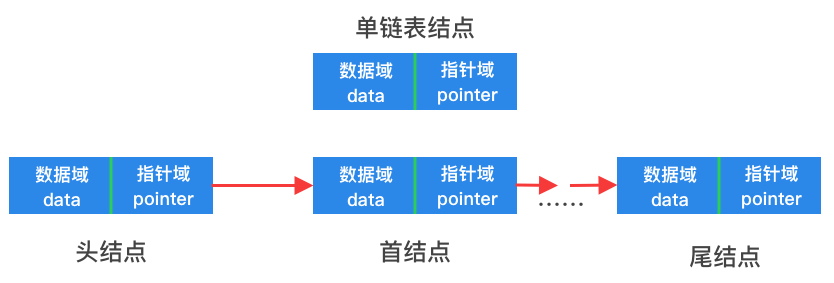 单链表结点
数据域 指针域
data pointer
数据域 指针域 数据域 指针域 数据域 指针域
data pointer data pointer ...... data pointer
头结点 首结点 尾结点